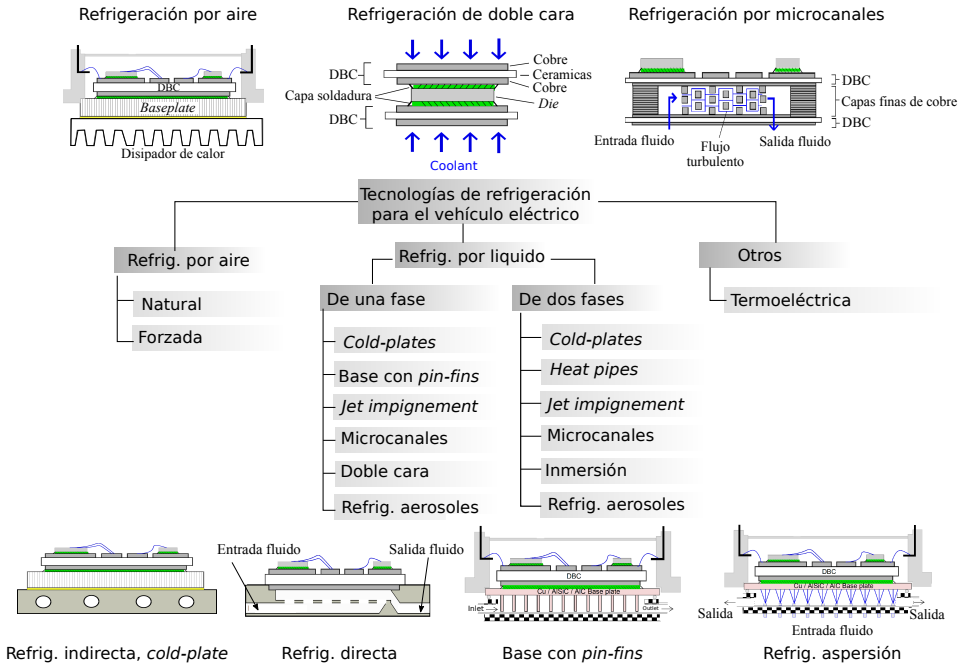 Refrigeración por aire
Refrigeración de doble cara
Refrigeración por microcanales
DBC
Baseplate
Disipador de calor
DBC
Capa soldadura
DBC
Cobre
Ceramicas
Cobre
Die
Coolant
DBC
Capas finas de cobre
DBC
Entrada fluido
Flujo
turbulento
Salida fluido
Tecnologías de refrigeración
para el vehículo eléctrico
Refrig. por aire
Natural
Forzada
Refrig. por liquido
De una fase
Cold-plates
Base con pin-fins
Jet impignement
Microcanales
Doble cara
Refrig. aerosoles
De dos fases
Cold-plates
Heat pipes
Jet impignement
Microcanales
Inmersión
Refrig. aerosoles
Otros
Termoeléctrica
Entrada fluido
Salida fluido
DBC
Cu / AlSiC / AlC Base plate
Inlet
Outlet
DBC
Cu / AlSiC / AlC Base plate
Salida
Salida
Entrada fluido
Refrig. indirecta, cold-plate
Refrig. directa
Base con pin-fins
Refrig. aspersión